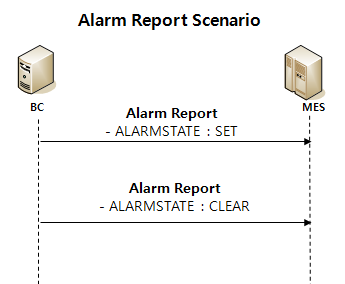 Alarm Report Scenario
BC
MES
Alarm Report
- ALARMSTATE : SET
Alarm Report
- ALARMSTATE : CLEAR